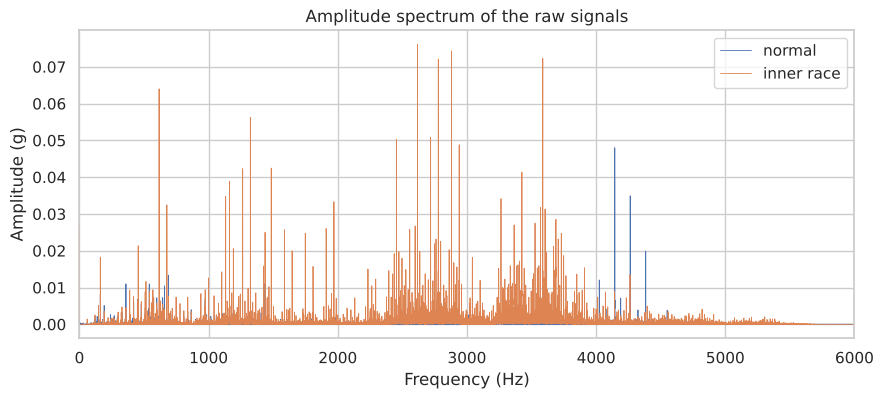 Amplitude spectrum of the raw signals
normal
inner race
Amplitude (g)
0.07
0.06
0.05
0.04
0.03
0.02
0.01
0.00
0 1000 2000 3000 4000 5000 6000
Frequency (Hz)